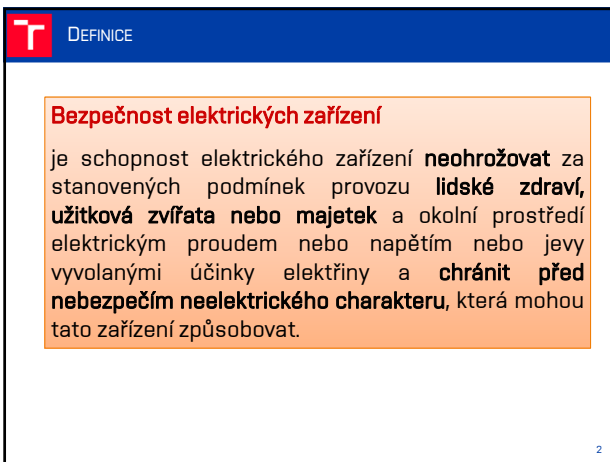 DEFINICE
Bezpečnost elektrických zařízení
je schopnost elektrického zařízení neohrožovat za
stanovených podmínek provozu lidské zdraví,
užitková zvířata nebo majetek a okolní prostředí
elektrickým proudem nebo napětím nebo jevy
vyvolanými účinky elektřiny a chránit před
nebezpečím neelektrického charakteru, která mohou
tato zařízení způsobovat.
2